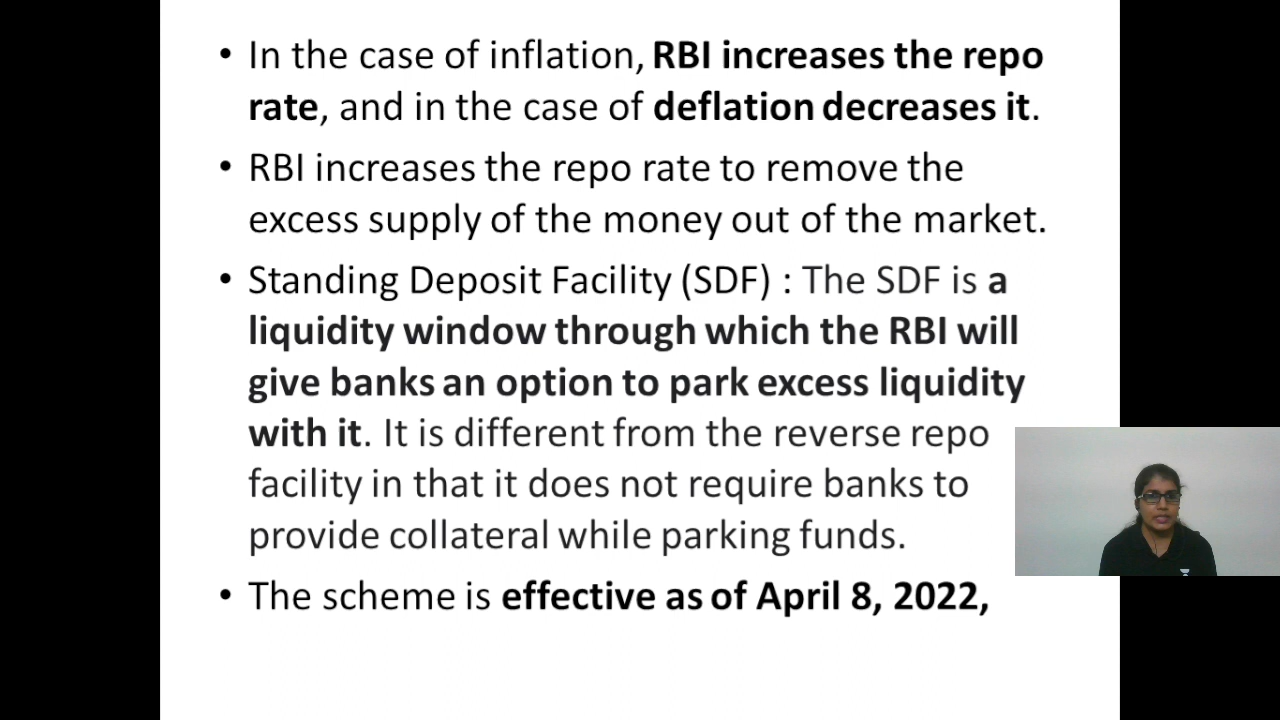 • In the case of inflation, RBI increases the repo
rate, and in the case of deflation decreases it.
• RBI increases the repo rate to remove the
excess supply of the money out of the market.
• Standing Deposit Facility (SDF) : The SDF is a
liquidity window through which the RBI will
give banks an option to park excess liquidity
with it. It is different from the reverse repo
facility in that it does not require banks to
provide collateral while parking funds.
• The scheme is effective as of April 8, 2022,